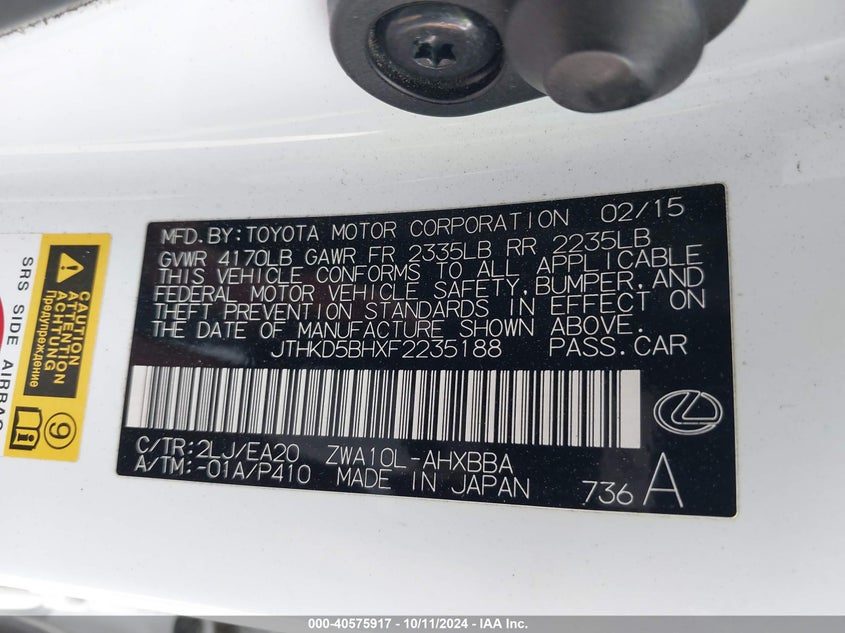 MFD.BY:TOYOTA MOTOR CORPORATION 02/15
GVWR 4170LB GAWR FR 2335LB RR 2235LB
THIS VEHICLE CONFORMS TO ALL APPLICABLE
FEDERAL MOTOR VEHICLE SAFETY,BUMPER,AND
THEFT PREVENTION STANDARDS IN EFFECT ON
THE DATE OF MANUFACTURE SHOWN ABOVE.
JTHKD5BHXF2235188 PASS.CAR
C/TR:2LJ/EA20 ZWA10L-AHXBBA
A/TM:-01A/P410 MADE IN JAPAN 736 A
CAUTION
ATTENTION
ACHTUNG
Предупреждение
9
SRS SIDE AIRBAG
000-40575917 - 10/11/2024 - IAA Inc.